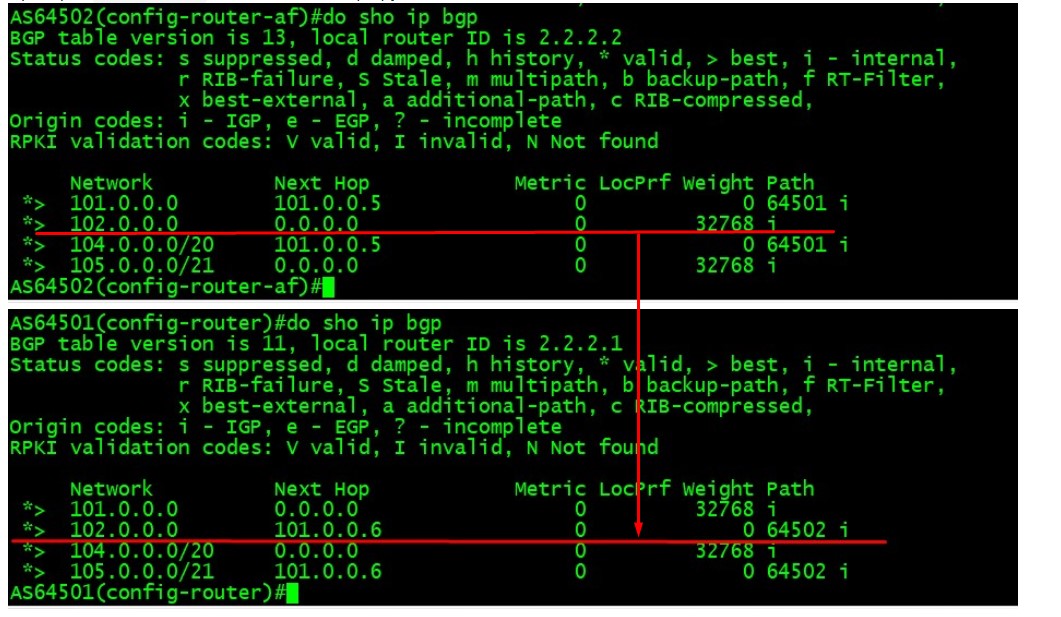 AS64502(config-router-af)#do sho ip bgp
BGP table version is 13, local router ID is 2.2.2.2
Status codes: s suppressed, d damped, h history, * valid, > best, i - internal,
r RIB-failure, S Stale, m multipath, b backup-path, f RT-Filter,
x best-external, a additional-path, c RIB-compressed,
Origin codes: i - IGP, e - EGP, ? - incomplete
RPKI validation codes: V valid, I invalid, N Not found
Network Next Hop Metric LocPrf Weight Path
*> 101.0.0.0 101.0.0.5 0 0 64501 i
*> 102.0.0.0 0.0.0.0 0 32768 i
*> 104.0.0.0/20 101.0.0.5 0 0 64501 i
*> 105.0.0.0/21 0.0.0.0 0 32768 i
AS64502(config-router-af)#
AS64501(config-router)#do sho ip bgp
BGP table version is 11, local router ID is 2.2.2.1
Status codes: s suppressed, d damped, h history, * valid, > best, i - internal,
r RIB-failure, S Stale, m multipath, b backup-path, f RT-Filter,
x best-external, a additional-path, c RIB-compressed,
Origin codes: i - IGP, e - EGP, ? - incomplete
RPKI validation codes: V valid, I invalid, N Not found
Network Next Hop Metric LocPrf Weight Path
*> 101.0.0.0 0.0.0.0 0 32768 i
*> 102.0.0.0 101.0.0.6 0 0 64502 i
*> 104.0.0.0/20 0.0.0.0 0 32768 i
*> 105.0.0.0/21 101.0.0.6 0 0 64502 i
AS64501(config-router)#